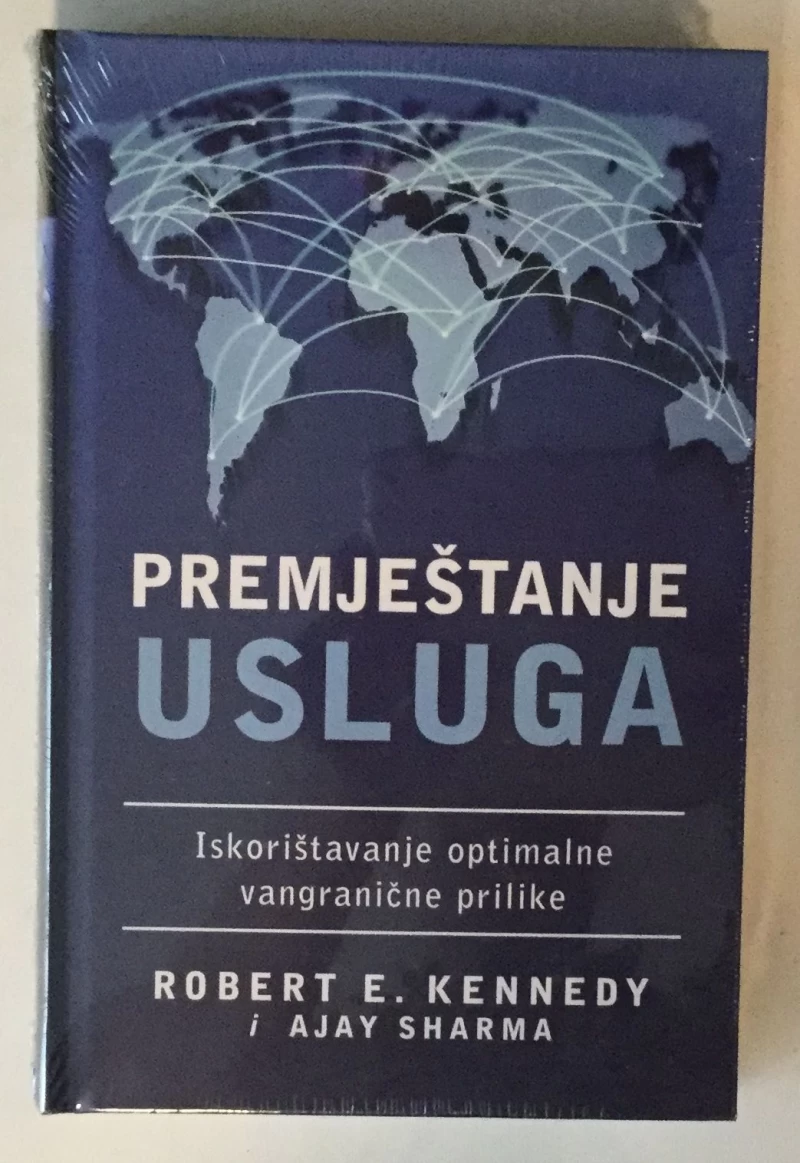 PREMJEŠTANJE
USLUGA
Iskorištavanje optimalne
vangranične prilike
ROBERT E. KENNEDY
i AJAY SHARMA